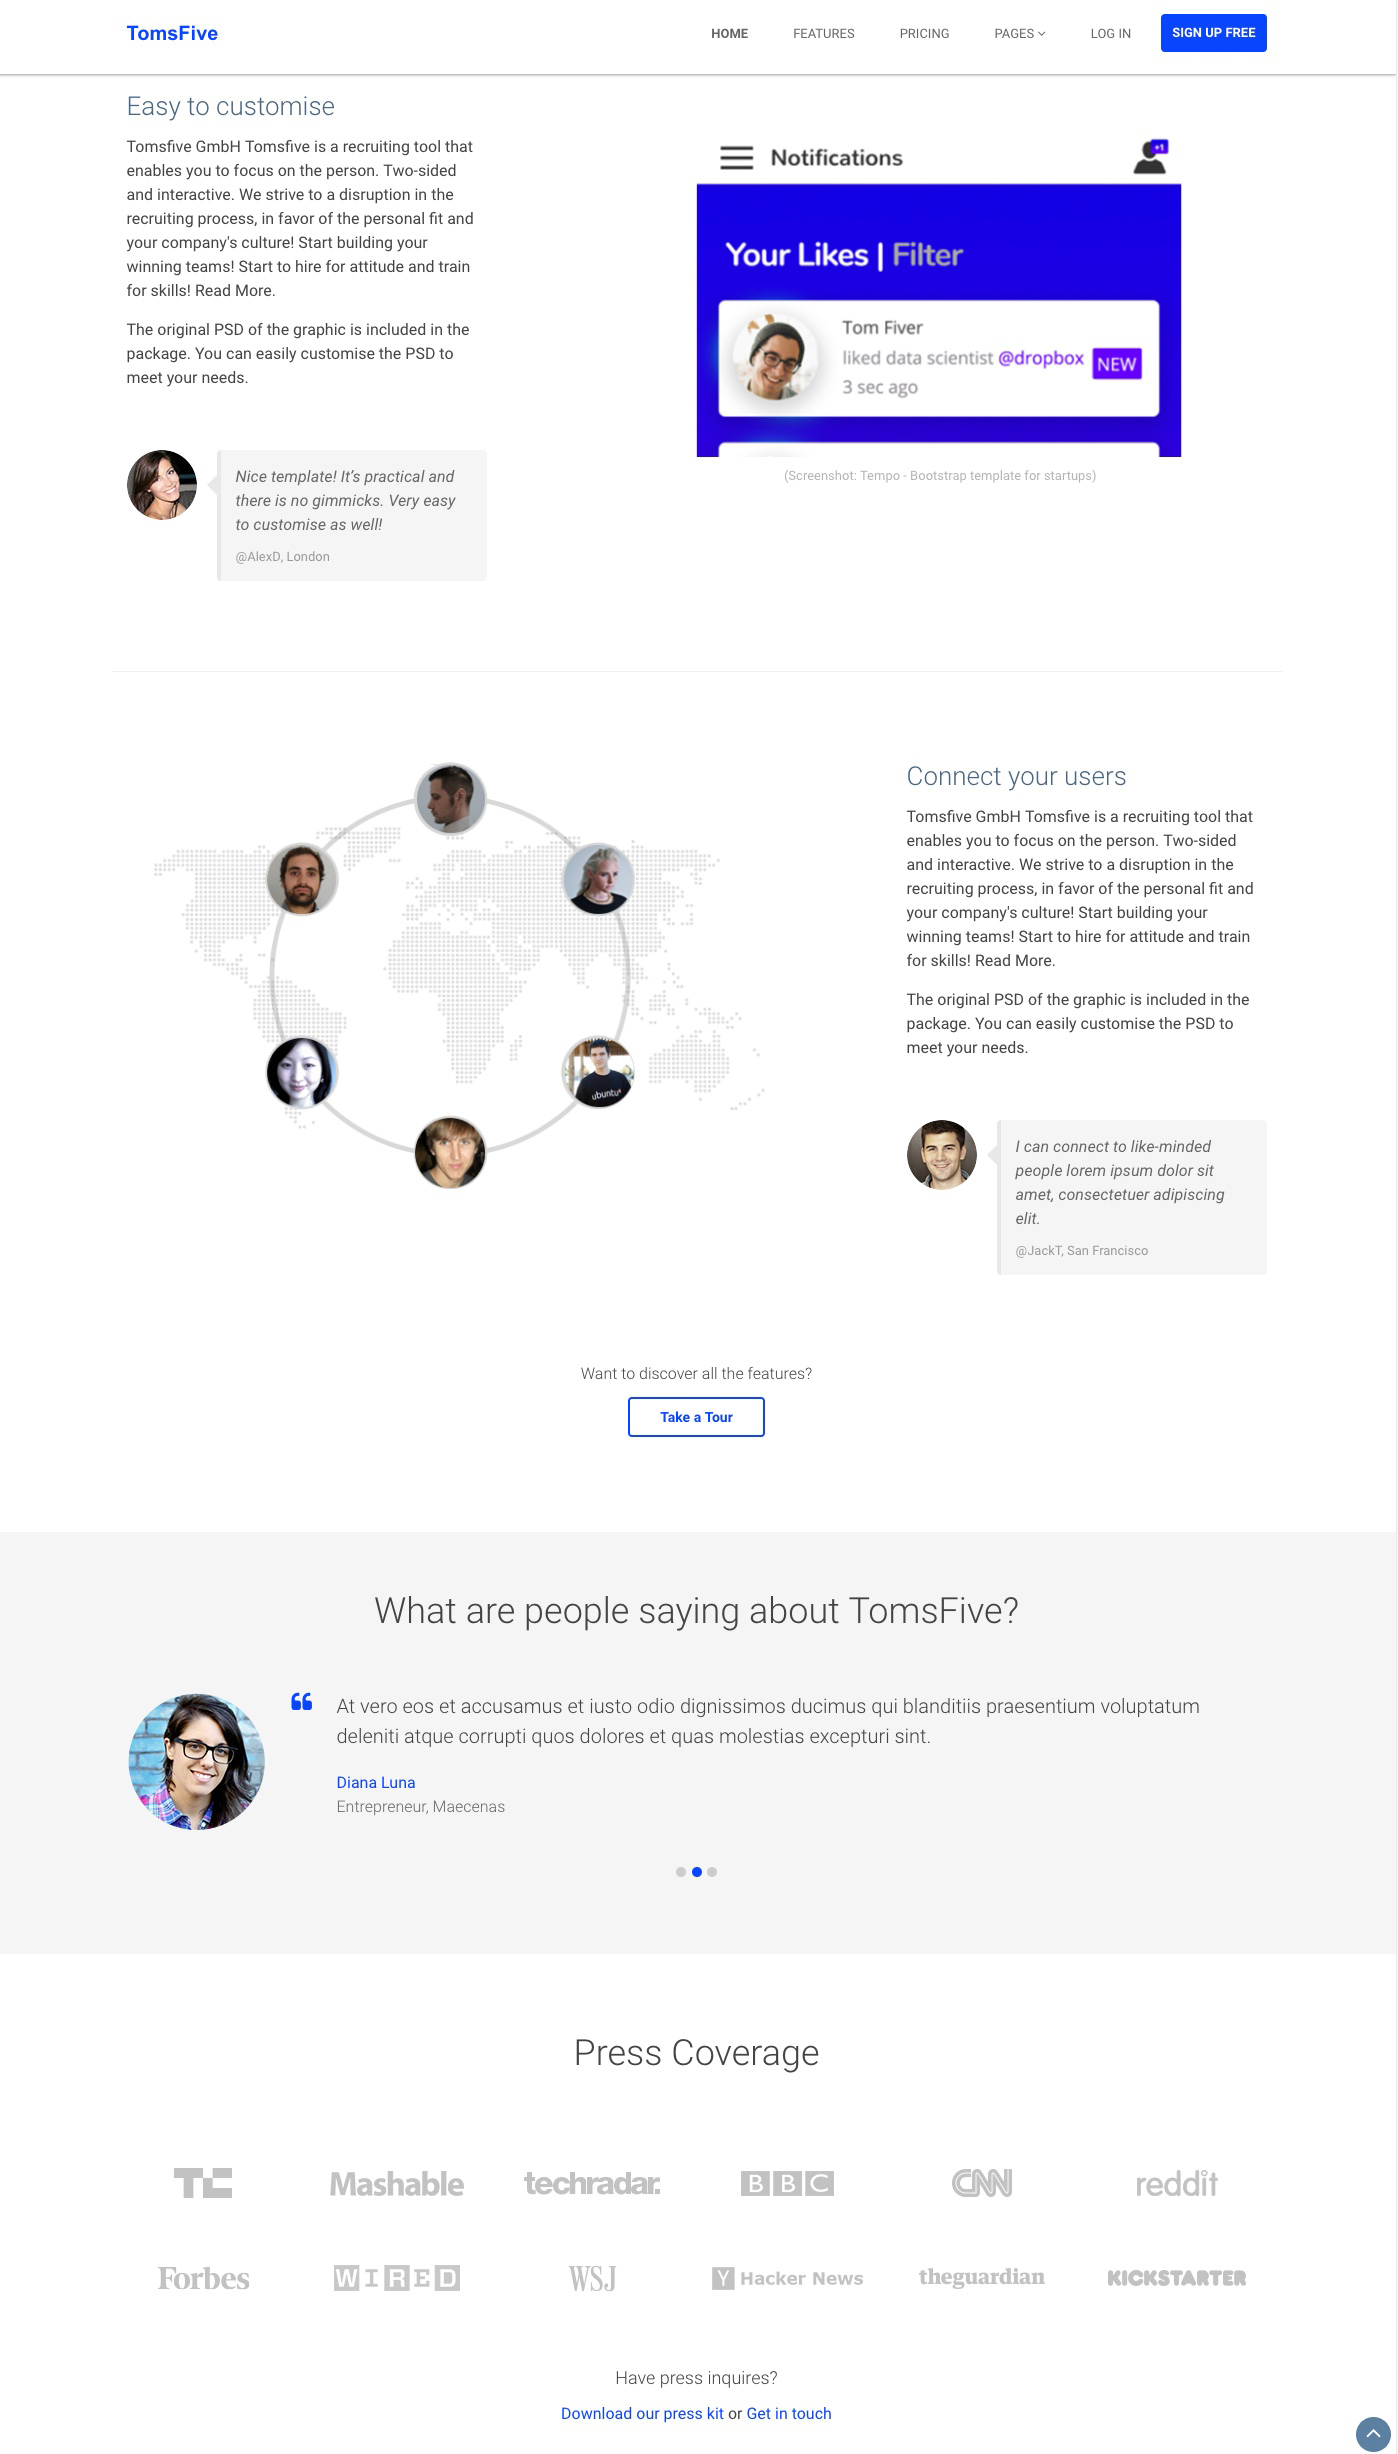 TomsFive
HOME
FEATURES
PRICING
PAGES
LOG IN
SIGN UP FREE
Easy to customise
Tomsfive GmbH Tomsfive is a recruiting tool that
enables you to focus on the person. Two-sided
and interactive. We strive to a disruption in the
recruiting process, in favor of the personal fit and
your company's culture! Start building your
winning teams! Start to hire for attitude and train
for skills! Read More.
The original PSD of the graphic is included in the
package. You can easily customise the PSD to
meet your needs.
Nice template! It’s practical and
there is no gimmicks. Very easy
to customise as well!
@AlexD, London
Notifications
+1
Your Likes | Filter
Tom Fiver
liked data scientist @dropbox
NEW
3 sec ago
(Screenshot: Tempo - Bootstrap template for startups)
ubuntu
Connect your users
Tomsfive GmbH Tomsfive is a recruiting tool that
enables you to focus on the person. Two-sided
and interactive. We strive to a disruption in the
recruiting process, in favor of the personal fit and
your company's culture! Start building your
winning teams! Start to hire for attitude and train
for skills! Read More.
The original PSD of the graphic is included in the
package. You can easily customise the PSD to
meet your needs.
I can connect to like-minded
people lorem ipsum dolor sit
amet, consectetuer adipiscing
elit.
@JackT, San Francisco
Want to discover all the features?
Take a Tour
What are people saying about TomsFive?
“
At vero eos et accusamus et iusto odio dignissimos ducimus qui blanditiis praesentium voluptatum
deleniti atque corrupti quos dolores et quas molestias excepturi sint.
Diana Luna
Entrepreneur, Maecenas
Press Coverage
TC
Mashable
techradar.
BBC
CNN
reddit
Forbes
WIRED
WSJ
Y Hacker News
theguardian
KICKSTARTER
Have press inquires?
Download our press kit or Get in touch